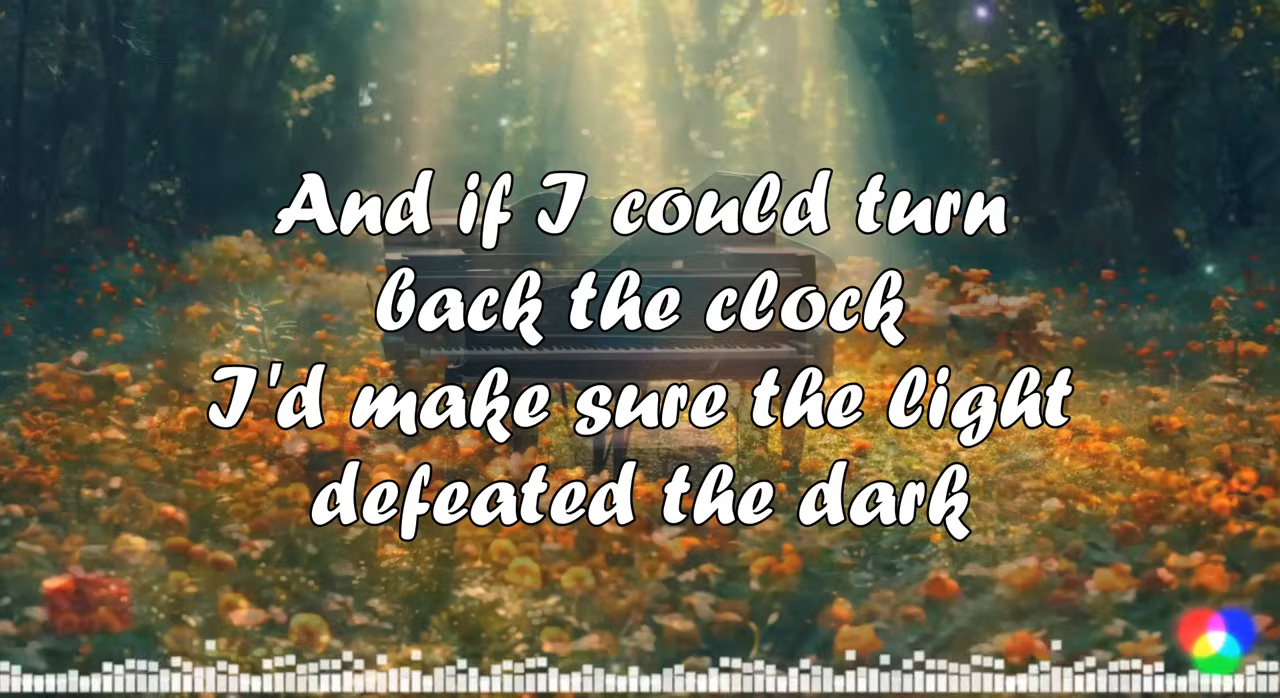 And if I could turn
back the clock
I'd make sure the light
defeated the dark